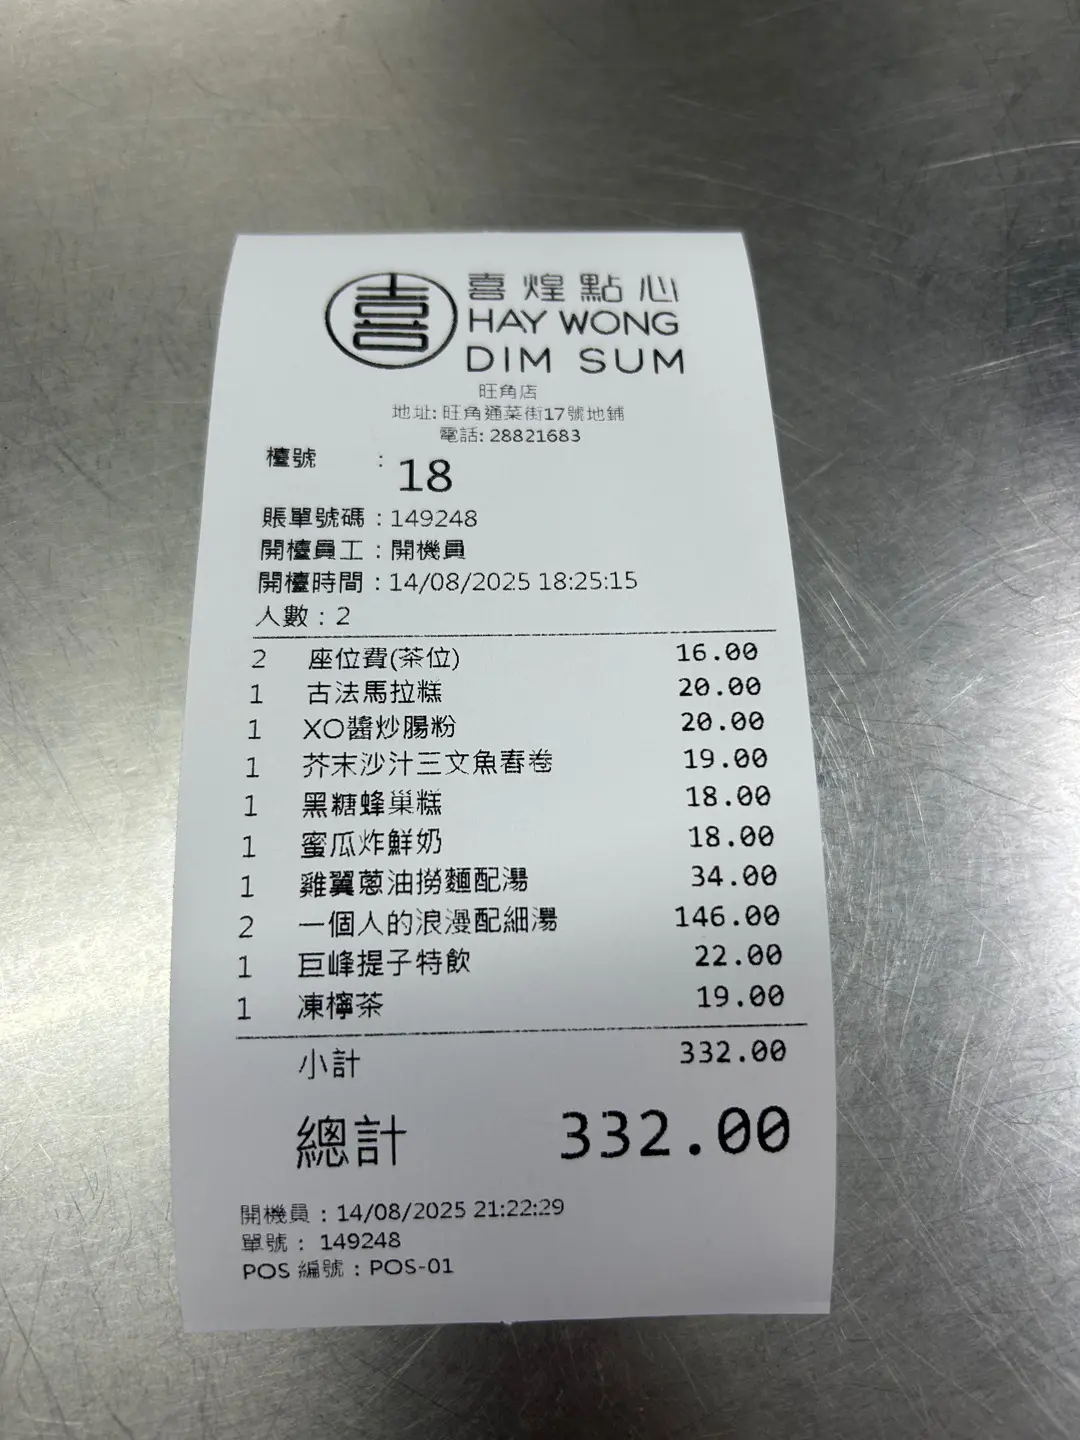 喜
喜煌點心
HAY WONG
DIM SUM
旺角店
地址: 旺角通菜街17號地鋪
電話: 28821683
檯號 : 18
賬單號碼 : 149248
開檯員工 : 開機員
開檯時間 : 14/08/2025 18:25:15
人數 : 2
2 座位費(茶位) 16.00
1 古法馬拉糕 20.00
1 XO醬炒腸粉 20.00
1 芥末沙汁三文魚春卷 19.00
1 黑糖蜂巢糕 18.00
1 蜜瓜炸鮮奶 18.00
1 雞翼蔥油撈麵配湯 34.00
2 一個人的浪漫配細湯 146.00
1 巨峰提子特飲 22.00
1 凍檸茶 19.00
小計 332.00
總計 332.00
開機員 : 14/08/2025 21:22:29
單號 : 149248
POS 編號 : POS-01